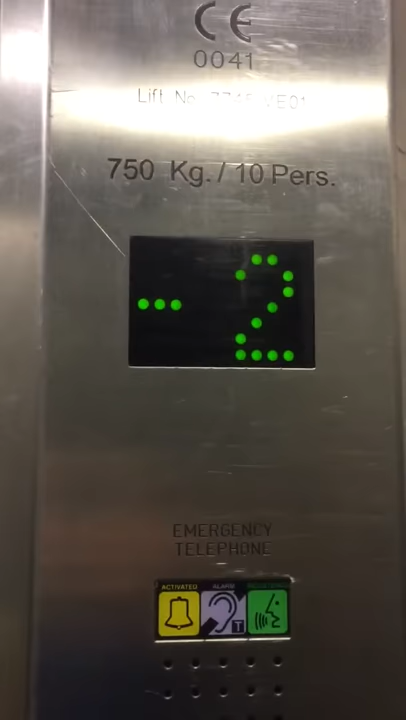 CE
0041
Lift No
750 Kg. / 10 Pers.
-2
EMERGENCY
TELEPHONE
ACTIVATED ALARM
T